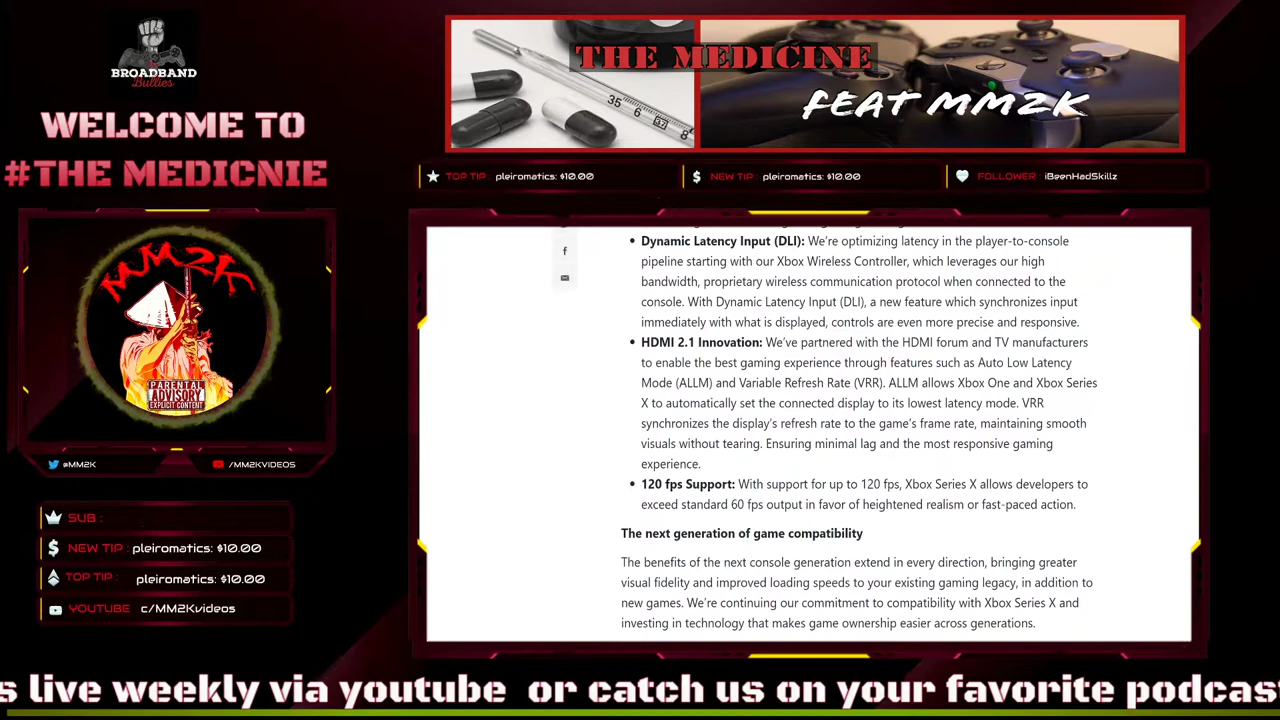 BROADBAND
Bullies
WELCOME TO
#THE MEDICNIE
THE MEDICINE
FEAT MM2K
35 6 37 8
TOP TIP : pleiromatics: $10.00
NEW TIP : pleiromatics: $10.00
FOLLOWER : iBeenHadSkillz
MM2K
PARENTAL
ADVISORY
EXPLICIT CONTENT
@MM2K
/MM2KVIDEOS
SUB :
NEW TIP : pleiromatics: $10.00
TOP TIP : pleiromatics: $10.00
YOUTUBE c/MM2Kvideos
• Dynamic Latency Input (DLI): We're optimizing latency in the player-to-console
pipeline starting with our Xbox Wireless Controller, which leverages our high
bandwidth, proprietary wireless communication protocol when connected to the
console. With Dynamic Latency Input (DLI), a new feature which synchronizes input
immediately with what is displayed, controls are even more precise and responsive.
• HDMI 2.1 Innovation: We've partnered with the HDMI forum and TV manufacturers
to enable the best gaming experience through features such as Auto Low Latency
Mode (ALLM) and Variable Refresh Rate (VRR). ALLM allows Xbox One and Xbox Series
X to automatically set the connected display to its lowest latency mode. VRR
synchronizes the display's refresh rate to the game's frame rate, maintaining smooth
visuals without tearing. Ensuring minimal lag and the most responsive gaming
experience.
• 120 fps Support: With support for up to 120 fps, Xbox Series X allows developers to
exceed standard 60 fps output in favor of heightened realism or fast-paced action.
The next generation of game compatibility
The benefits of the next console generation extend in every direction, bringing greater
visual fidelity and improved loading speeds to your existing gaming legacy, in addition to
new games. We're continuing our commitment to compatibility with Xbox Series X and
investing in technology that makes game ownership easier across generations.
s live weekly via youtube or catch us on your favorite podcas